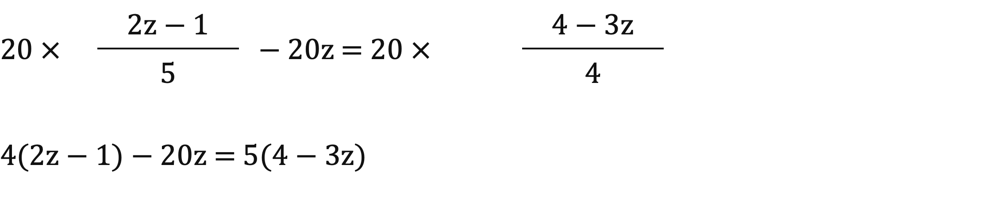 20 × (2z − 1)/5 − 20z = 20 × (4 − 3z)/4
4(2z − 1) − 20z = 5(4 − 3z)